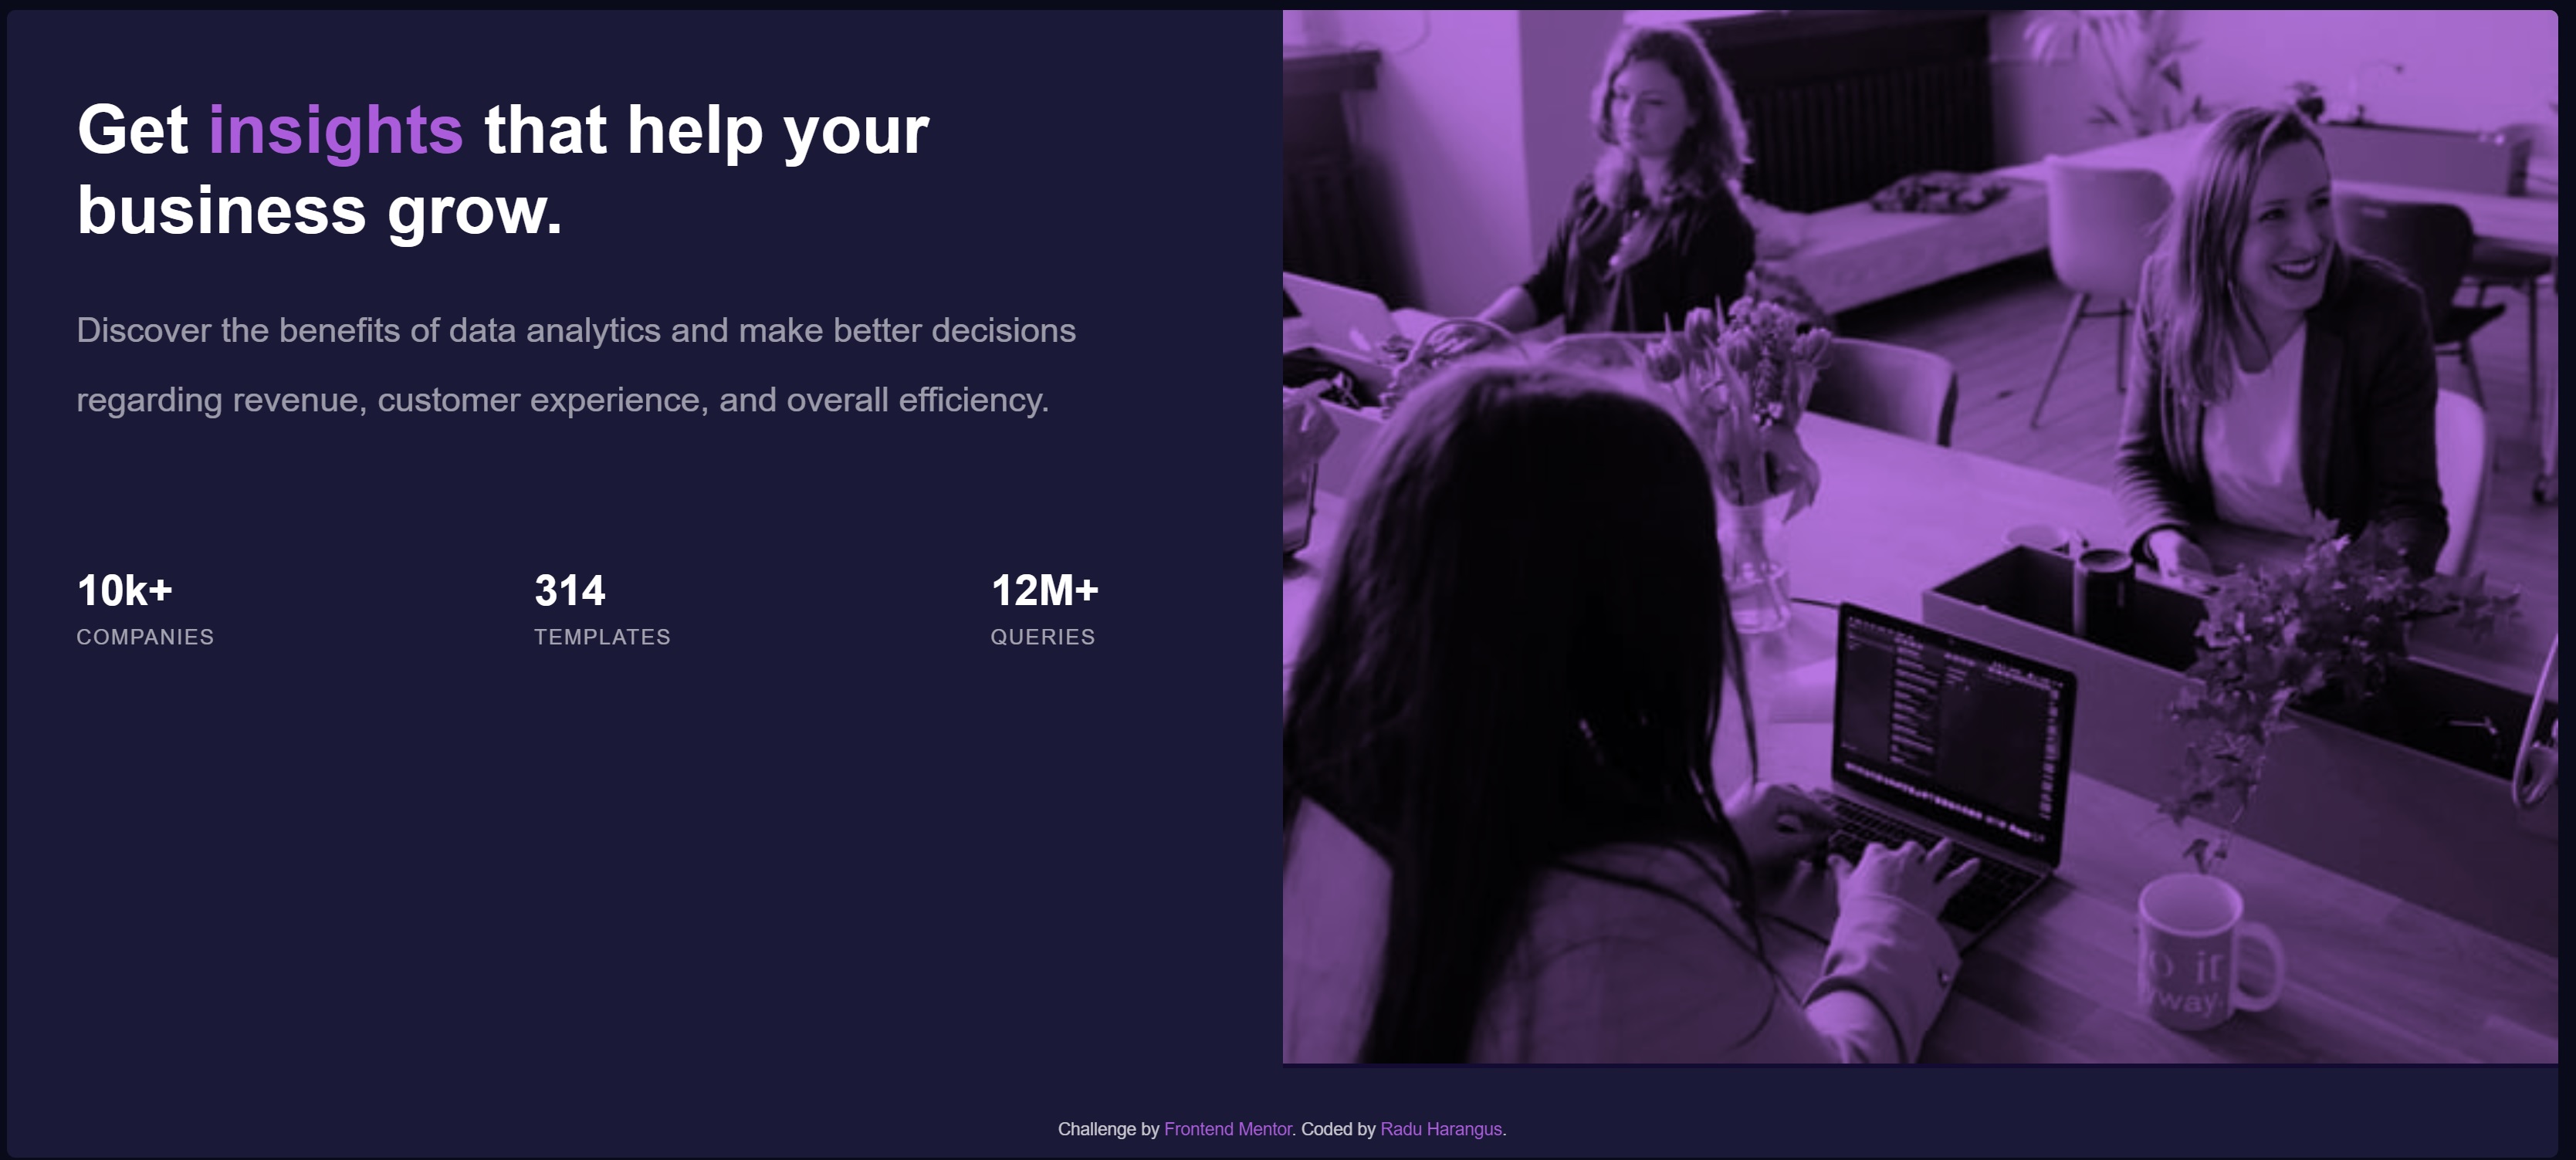 Get insights that help your
business grow.
Discover the benefits of data analytics and make better decisions
regarding revenue, customer experience, and overall efficiency.
10k+
COMPANIES
314
TEMPLATES
12M+
QUERIES
Challenge by Frontend Mentor. Coded by Radu Harangus.